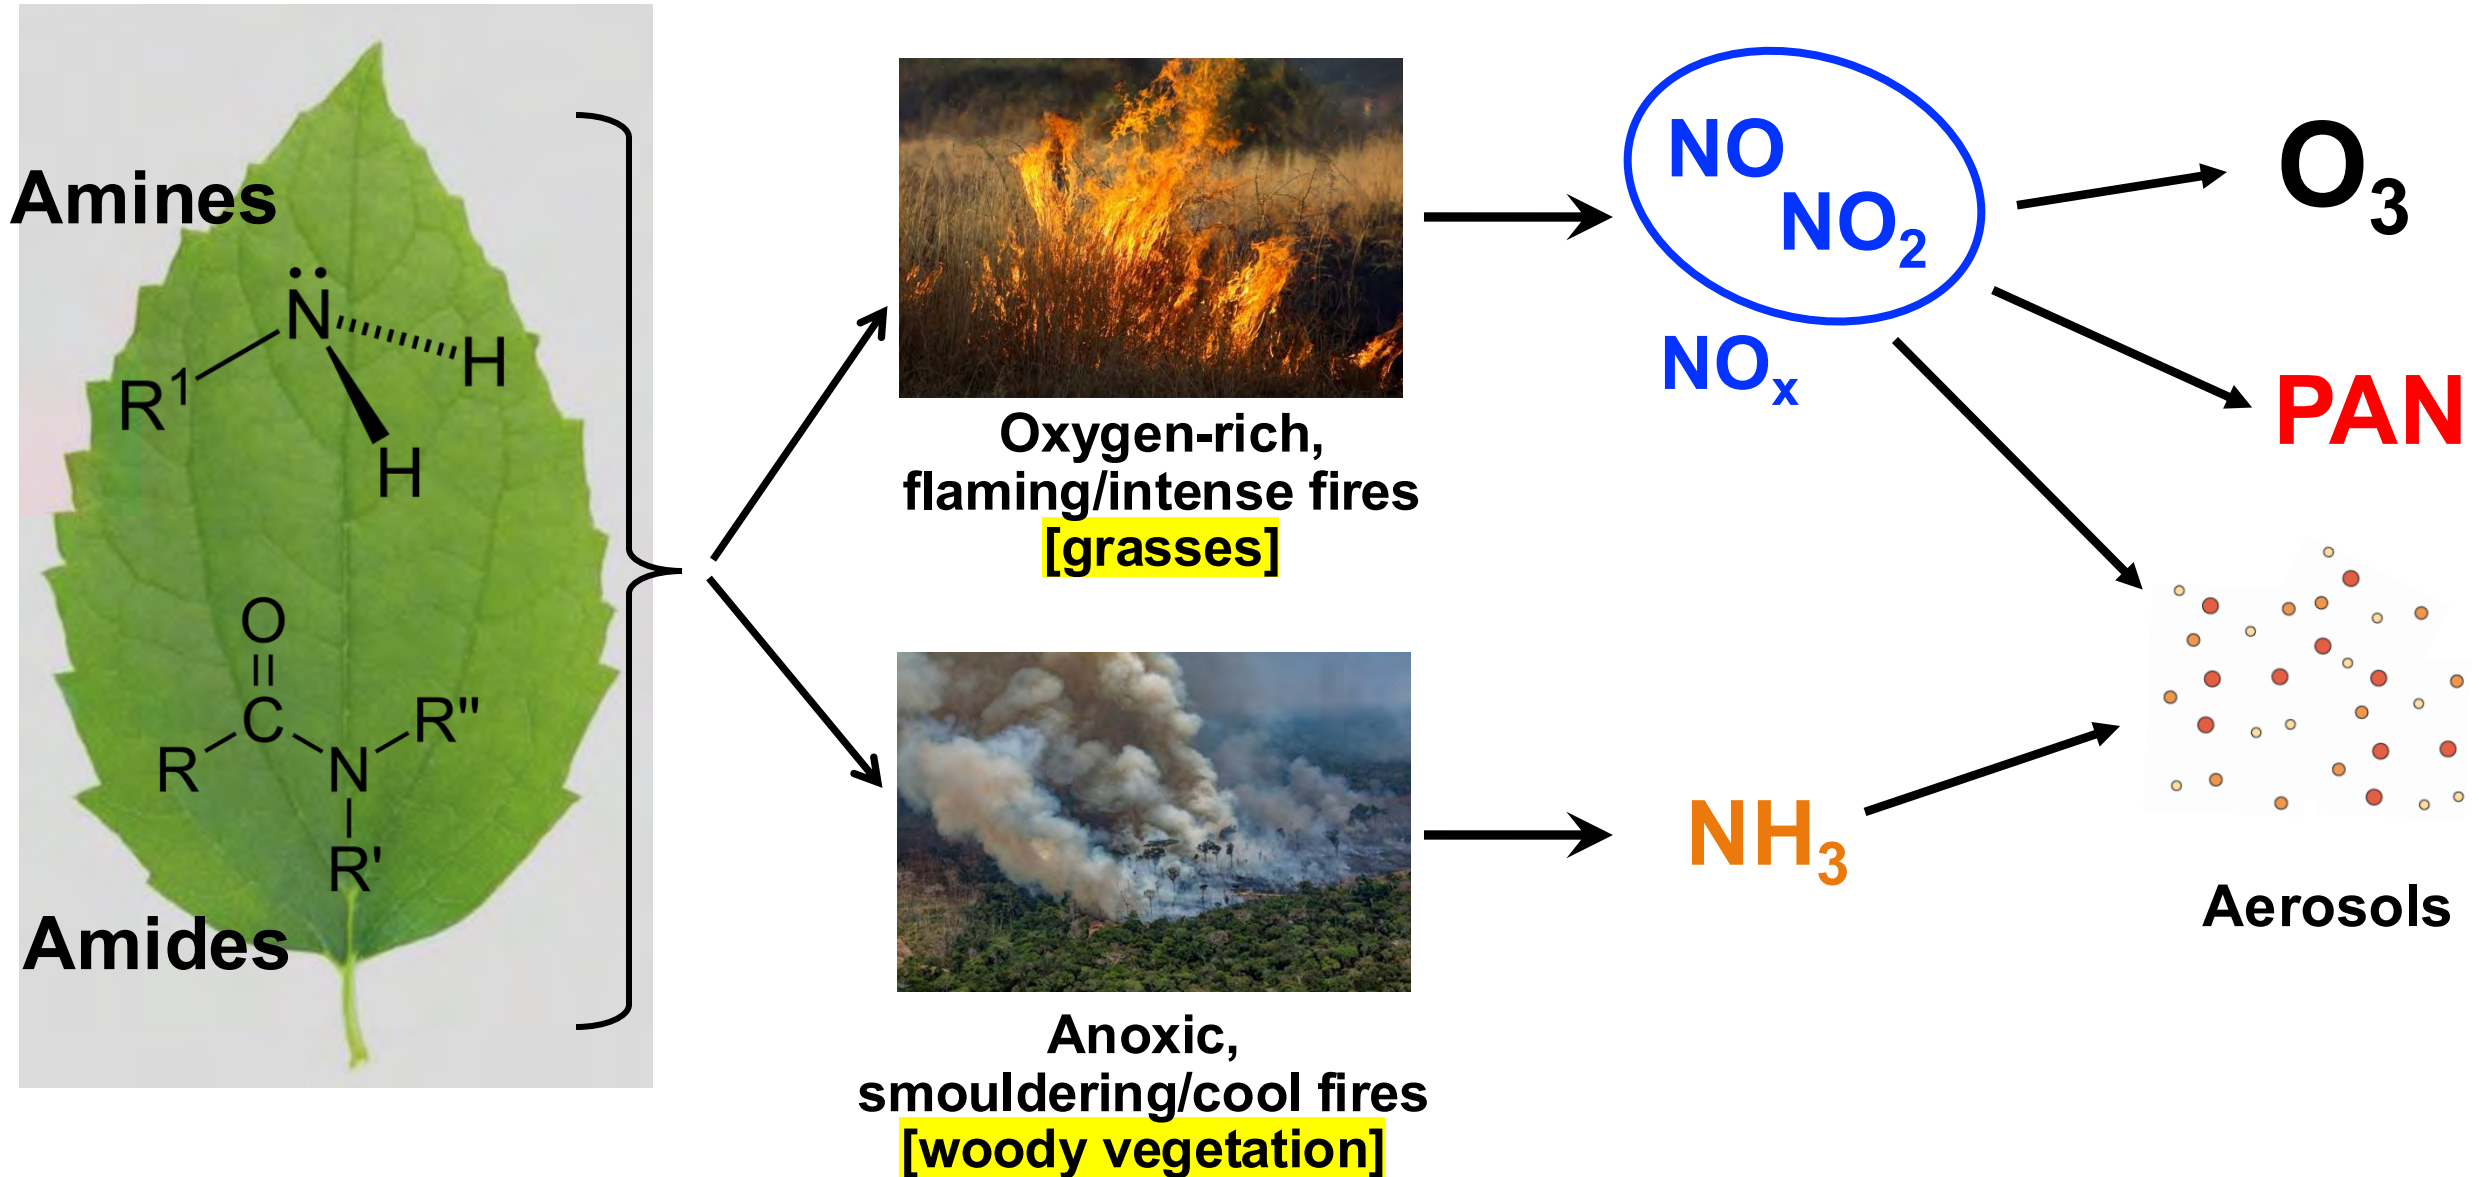 Amines
N
R1
H
H
O
C
R"
R
N
R'
Amides
Oxygen-rich,
flaming/intense fires
[grasses]
Anoxic,
smouldering/cool fires
[woody vegetation]
NO
NO2
NOx
NH3
O3
PAN
Aerosols